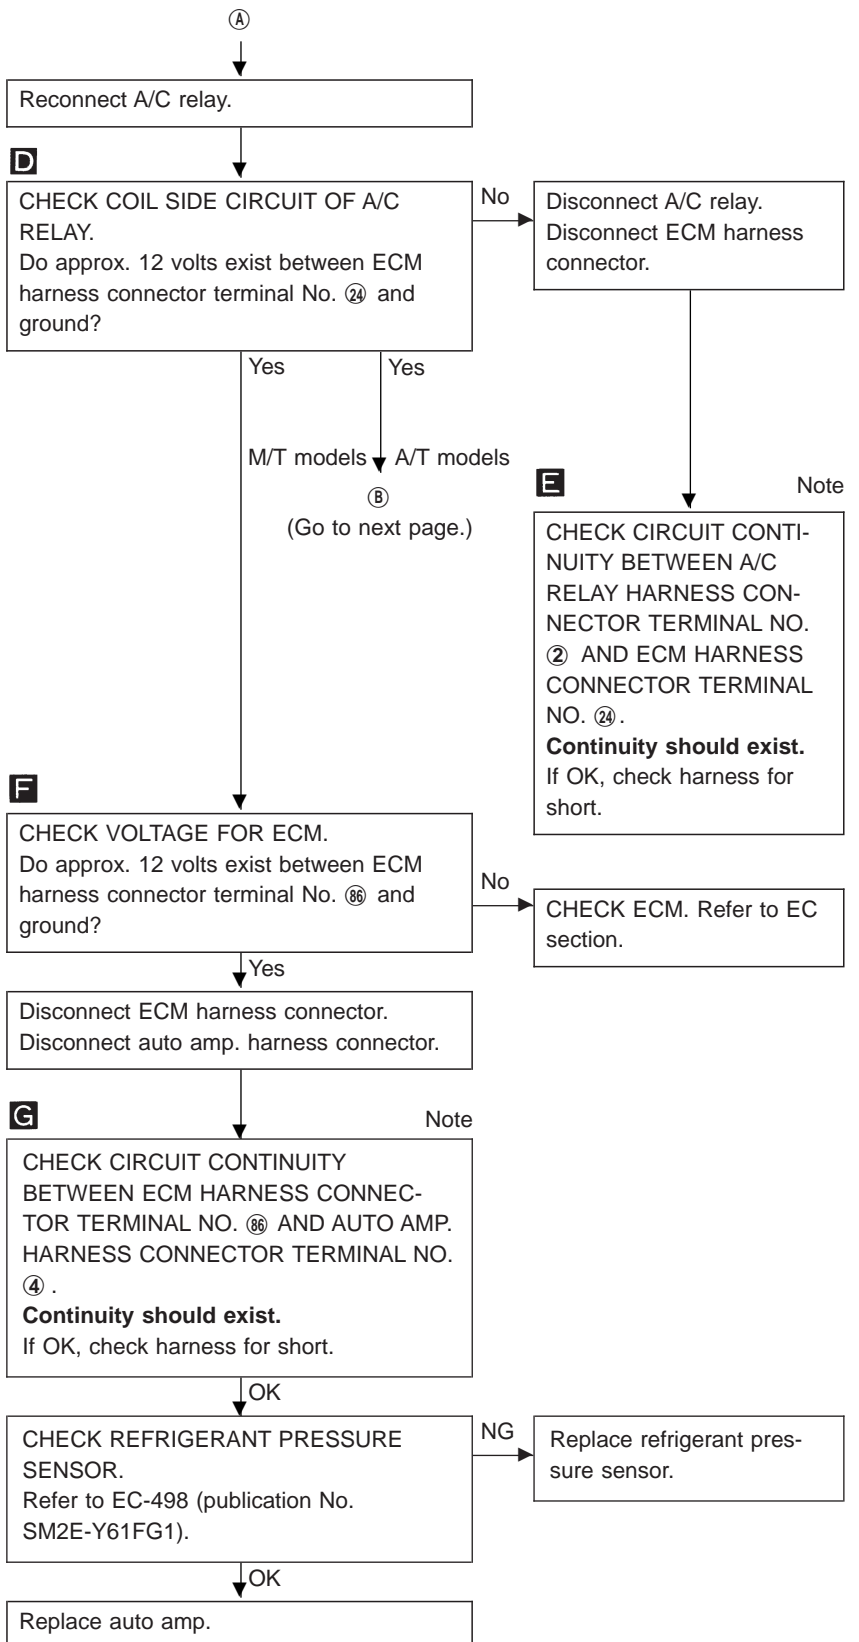 Ⓐ
Reconnect A/C relay.
D
CHECK COIL SIDE CIRCUIT OF A/C
RELAY.
Do approx. 12 volts exist between ECM
harness connector terminal No. ㉔ and
ground?
No
Disconnect A/C relay.
Disconnect ECM harness
connector.
Yes
Yes
M/T models
A/T models
Ⓑ
(Go to next page.)
E
Note
CHECK CIRCUIT CONTI-
NUITY BETWEEN A/C
RELAY HARNESS CON-
NECTOR TERMINAL NO.
② AND ECM HARNESS
CONNECTOR TERMINAL
NO. ㉔.
Continuity should exist.
If OK, check harness for
short.
F
CHECK VOLTAGE FOR ECM.
Do approx. 12 volts exist between ECM
harness connector terminal No. (86) and
ground?
No
CHECK ECM. Refer to EC
section.
Yes
Disconnect ECM harness connector.
Disconnect auto amp. harness connector.
G
Note
CHECK CIRCUIT CONTINUITY
BETWEEN ECM HARNESS CONNEC-
TOR TERMINAL NO. (86) AND AUTO AMP.
HARNESS CONNECTOR TERMINAL NO.
④ .
Continuity should exist.
If OK, check harness for short.
OK
CHECK REFRIGERANT PRESSURE
SENSOR.
Refer to EC-498 (publication No.
SM2E-Y61FG1).
NG
Replace refrigerant pres-
sure sensor.
OK
Replace auto amp.